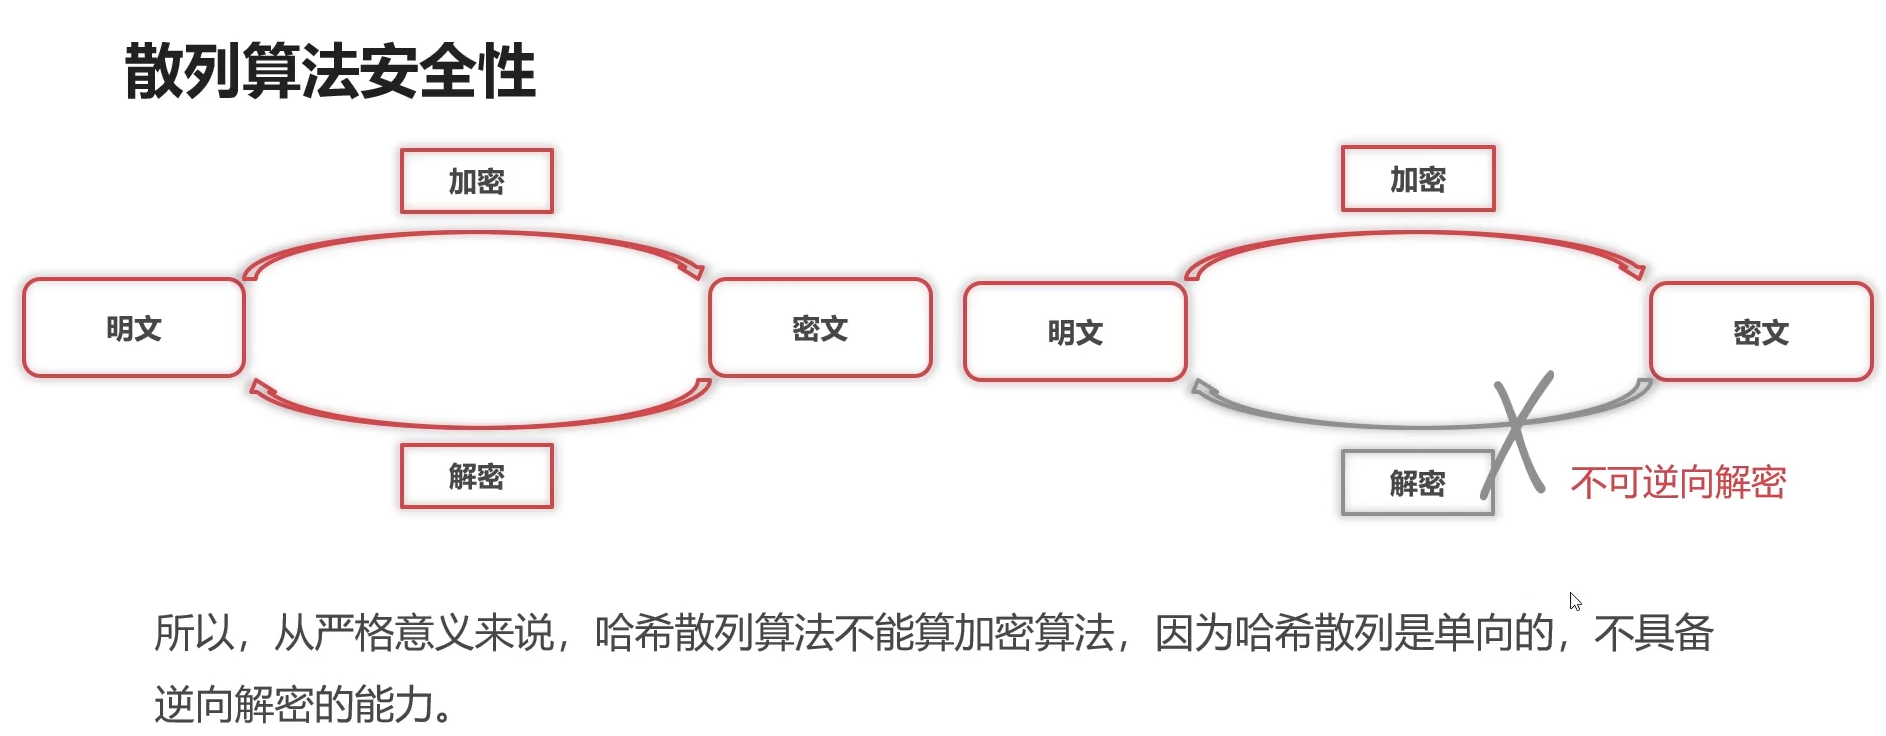 散列算法安全性
加密
加密
明文
密文
明文
密文
解密
解密
不可逆向解密
所以，从严格意义来说，哈希散列算法不能算加密算法，因为哈希散列是单向的，不具备
逆向解密的能力。